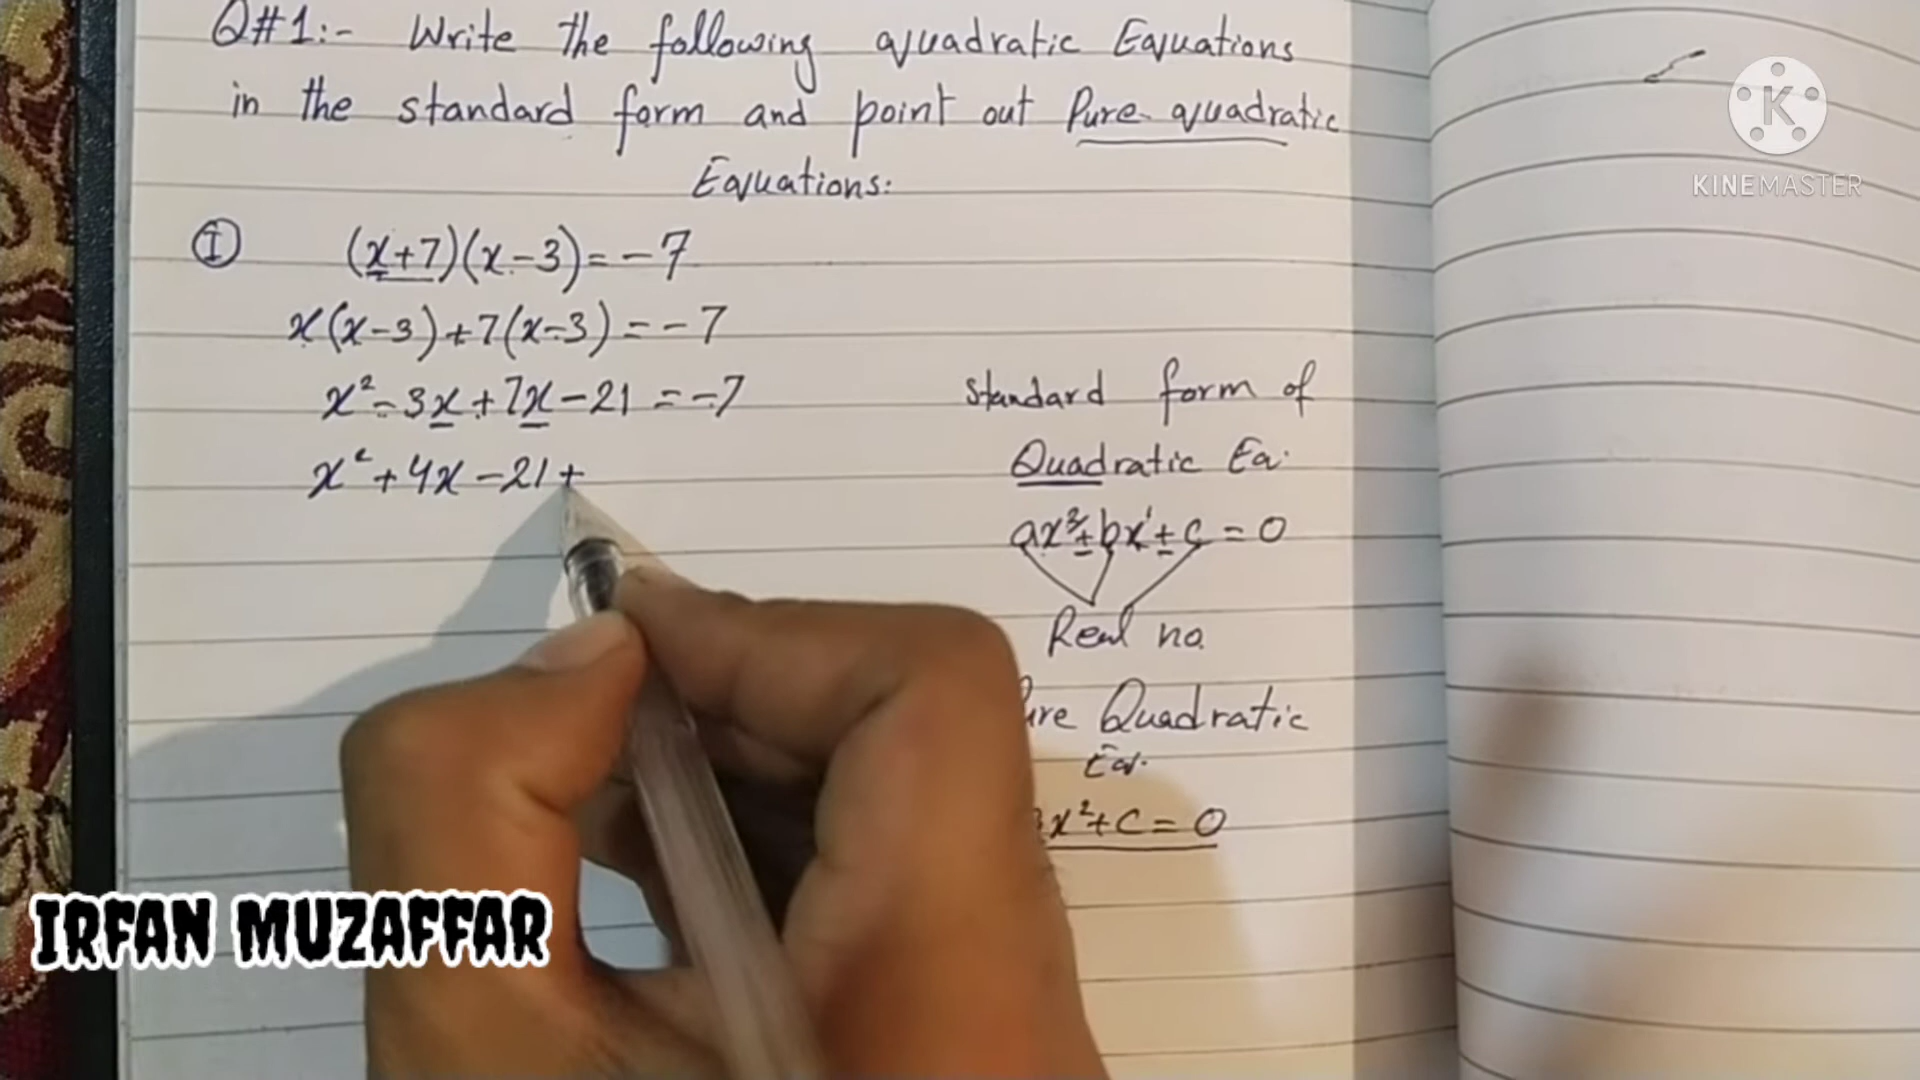 Q#1:- Write the following quadratic Equations
in the standard form and point out Pure quadratic
Equations:
I (x+7)(x-3)=-7
x(x-3)+7(x-3)=-7
x²-3x+7x-21=-7
x²+4x-21+
Standard form of
Quadratic Eq.
ax²+bx¹+c=0
Real no.
Quadratic
Eq.
x²+c=0
KINEMASTER
IRFAN MUZAFFAR